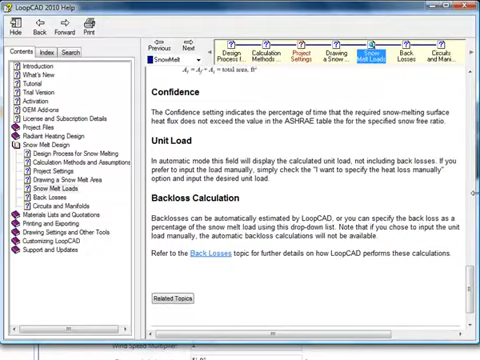 LoopCAD 2010 Help
Hide
Back
Forward
Print
Contents
Index
Search
Introduction
What's New
Tutorial
Trial Version
Activation
OEM Add-ons
License and Subscription Details
Project Files
Radiant Heating Design
Snow Melt Design
Design Process for Snow Melting
Calculation Methods and Assumptions
Project Settings
Drawing a Snow Melt Area
Snow Melt Loads
Back Losses
Circuits and Manifolds
Materials Lists and Quotations
Printing and Exporting
Drawing Settings and Other Tools
Customizing LoopCAD
Support and Updates
Previous
Next
SnowMelt
Design
Process f...
Calculation
Methods ...
Project
Settings
Drawing
a Snow ...
Snow
Melt Loads
Back
Losses
Circuits
and Mani...
= total area, ft²
Confidence
The Confidence setting indicates the percentage of time that the required snow-melting surface
heat flux does not exceed the value in ASHRAE table the for the specified snow free ratio.
Unit Load
In automatic mode this field will display the calculated unit load, not including back losses. If you
prefer to input the load manually, simply check the "I want to specify the heat loss manually"
option and input the desired unit load.
Backloss Calculation
Backlosses can be automatically estimated by LoopCAD, or you can specify the back loss as a
percentage of the snow melt load using this drop-down list. Note that if you chose to input the unit
load manually, the automatic backloss calculations will not be available.
Refer to the Back Losses topic for further details on how LoopCAD performs these calculations.
Related Topics
Wind Speed Multiplier: